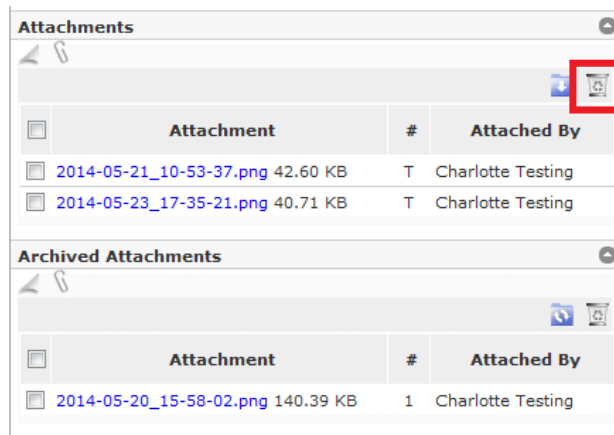 Attachments
Attachment # Attached By
2014-05-21_10-53-37.png 42.60 KB T Charlotte Testing
2014-05-23_17-35-21.png 40.71 KB T Charlotte Testing
Archived Attachments
Attachment # Attached By
2014-05-20_15-58-02.png 140.39 KB 1 Charlotte Testing